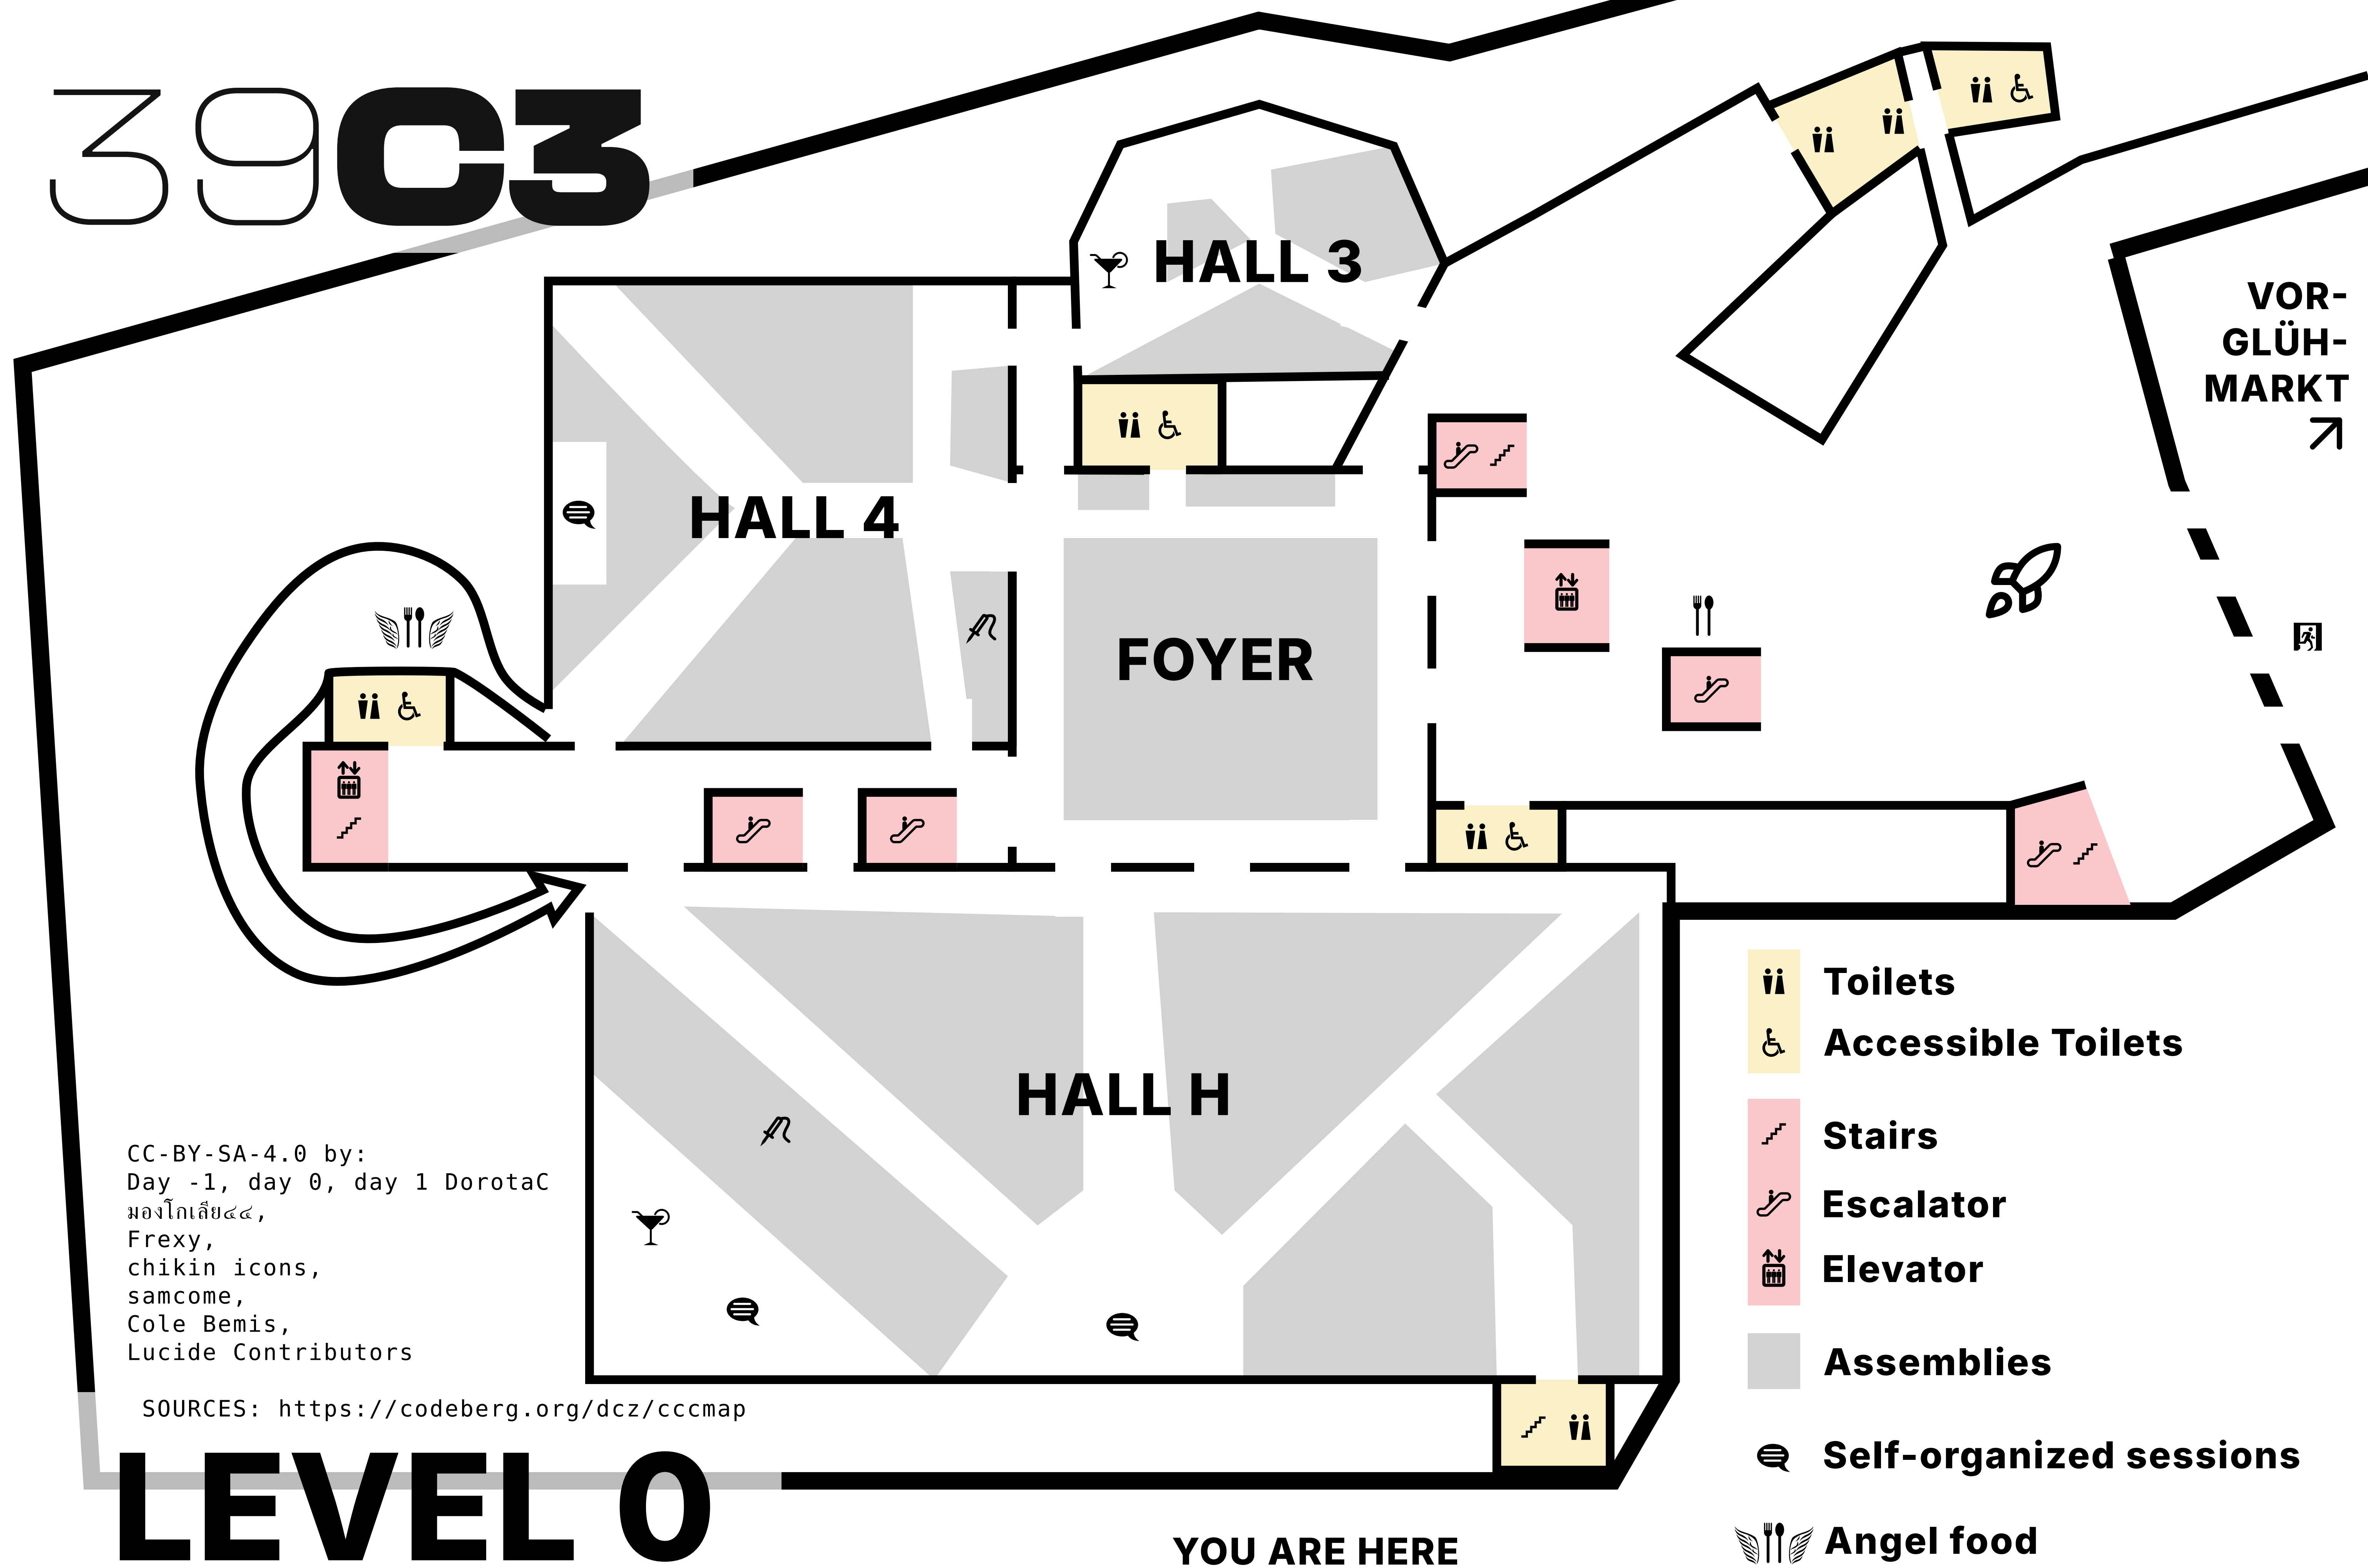 39C3
HALL 3
VOR-
GLÜH-
MARKT
HALL 4
FOYER
HALL H
Toilets
Accessible Toilets
Stairs
Escalator
Elevator
Assemblies
Self-organized sessions
Angel food
CC-BY-SA-4.0 by:
Day -1, day 0, day 1 DorotaC
มองโกเลีย๔๔,
Frexy,
chikin icons,
samcome,
Cole Bemis,
Lucide Contributors
SOURCES: https://codeberg.org/dcz/cccmap
LEVEL 0
YOU ARE HERE